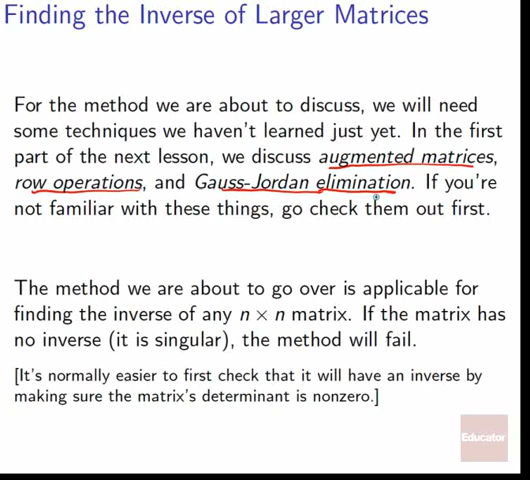 Finding the Inverse of Larger Matrices
For the method we are about to discuss, we will need
some techniques we haven't learned just yet. In the first
part of the next lesson, we discuss augmented matrices,
row operations, and Gauss-Jordan elimination. If you're
not familiar with these things, go check them out first.
The method we are about to go over is applicable for
finding the inverse of any n × n matrix. If the matrix has
no inverse (it is singular), the method will fail.
[It's normally easier to first check that it will have an inverse by
making sure the matrix's determinant is nonzero.]
Educator